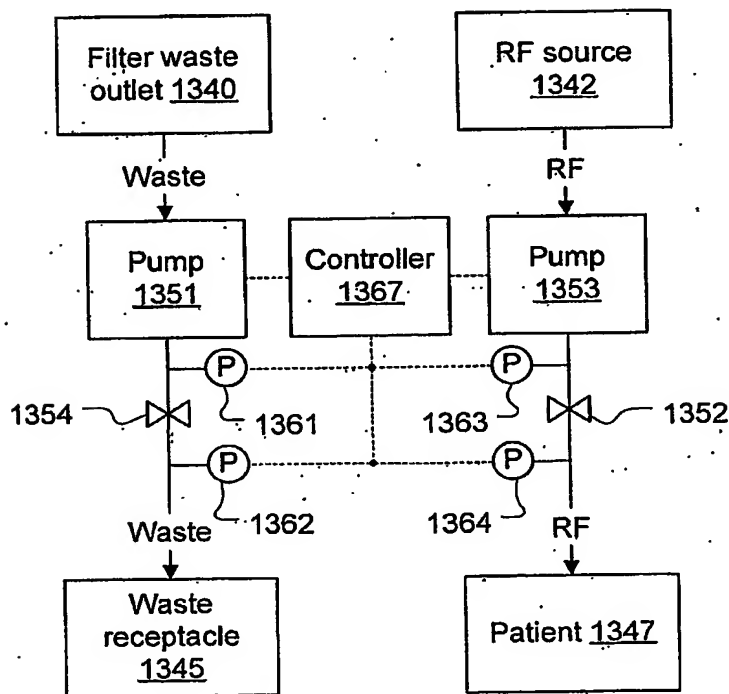 Filter waste
outlet 1340
RF source
1342
Waste
RF
Pump
1351
Controller
1367
Pump
1353
P
P
1354
1361
1363
1352
P
P
1362
1364
Waste
RF
Waste
receptacle
1345
Patient 1347